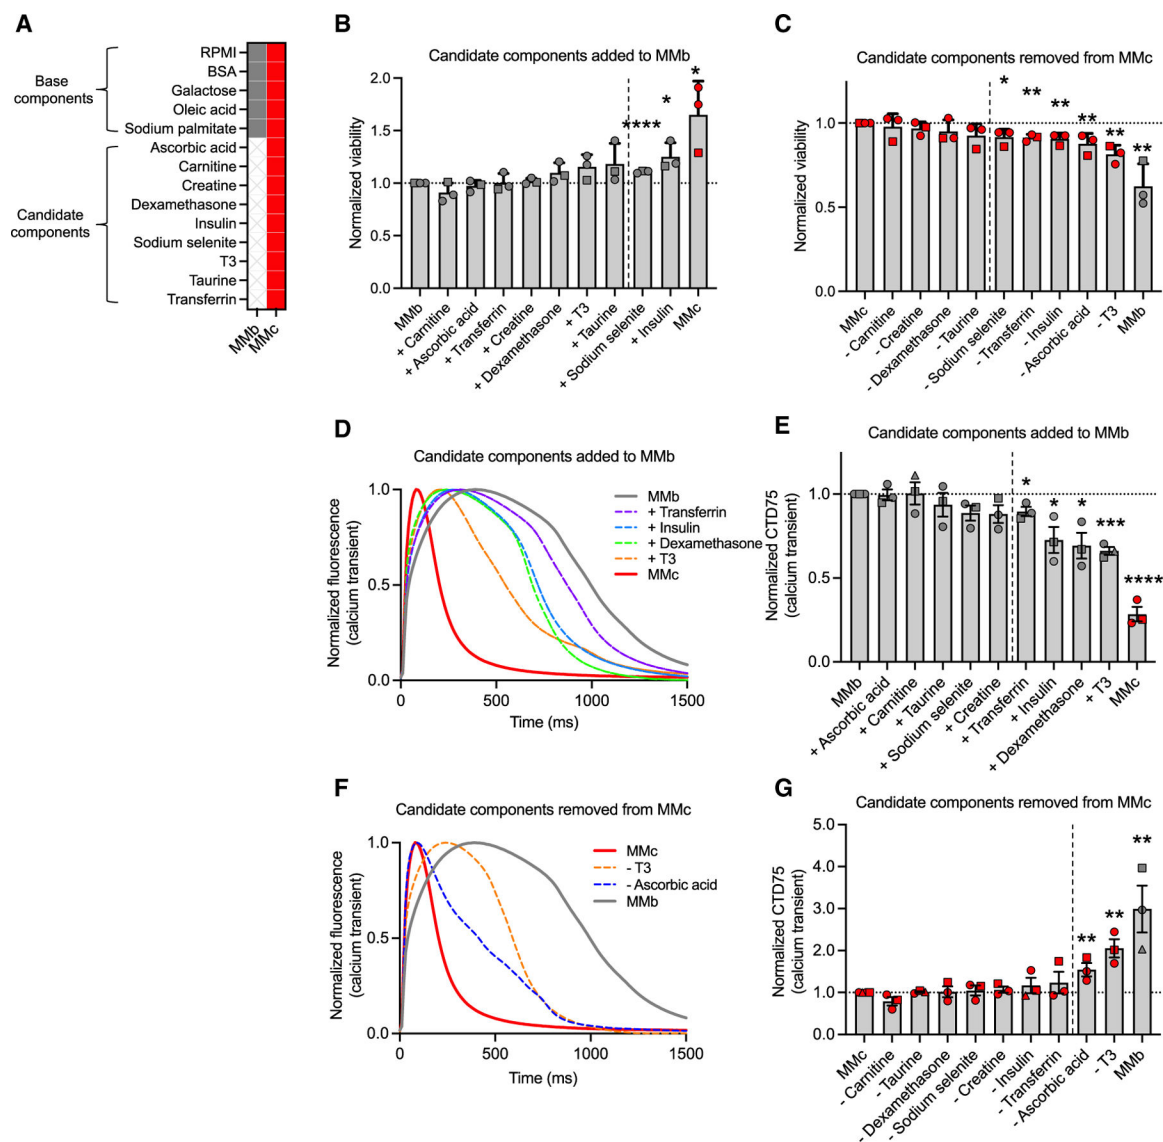 A
Base
components
Candidate
components
RPMI
BSA
Galactose
Oleic acid
Sodium palmitate
Ascorbic acid
Carnitine
Creatine
Dexamethasone
Insulin
Sodium selenite
T3
Taurine
Transferrin
MMb
MMc
B
Candidate components added to MMb
Normalized viability
2.0
1.5
1.0
0.5
0.0
****
*
*
MMb
+ Carnitine
+ Ascorbic acid
+ Transferrin
+ Creatine
+ Dexamethasone
+ T3
+ Taurine
+ Sodium selenite
+ Insulin
MMc
C
Candidate components removed from MMc
Normalized viability
1.0
0.5
0.0
*
**
**
**
**
**
MMc
- Carnitine
- Creatine
- Dexamethasone
- Taurine
- Sodium selenite
- Transferrin
- Insulin
- Ascorbic acid
- T3
MMb
D
Candidate components added to MMb
Normalized fluorescence
(calcium transient)
1.0
0.5
0.0
0
500
1000
1500
Time (ms)
MMb
+ Transferrin
+ Insulin
+ Dexamethasone
+ T3
MMc
E
Candidate components added to MMb
Normalized CTD75
(calcium transient)
1.0
0.5
0.0
*
*
*
***
****
MMb
+ Ascorbic acid
+ Carnitine
+ Taurine
+ Sodium selenite
+ Creatine
+ Transferrin
+ Insulin
+ Dexamethasone
+ T3
MMc
F
Candidate components removed from MMc
Normalized fluorescence
(calcium transient)
1.0
0.5
0.0
0
500
1000
1500
Time (ms)
MMc
- T3
- Ascorbic acid
MMb
G
Candidate components removed from MMc
Normalized CTD75
(calcium transient)
5.0
4.0
3.0
2.0
1.0
0.0
**
**
**
MMc
- Carnitine
- Taurine
- Dexamethasone
- Sodium selenite
- Creatine
- Insulin
- Transferrin
- Ascorbic acid
- T3
MMb